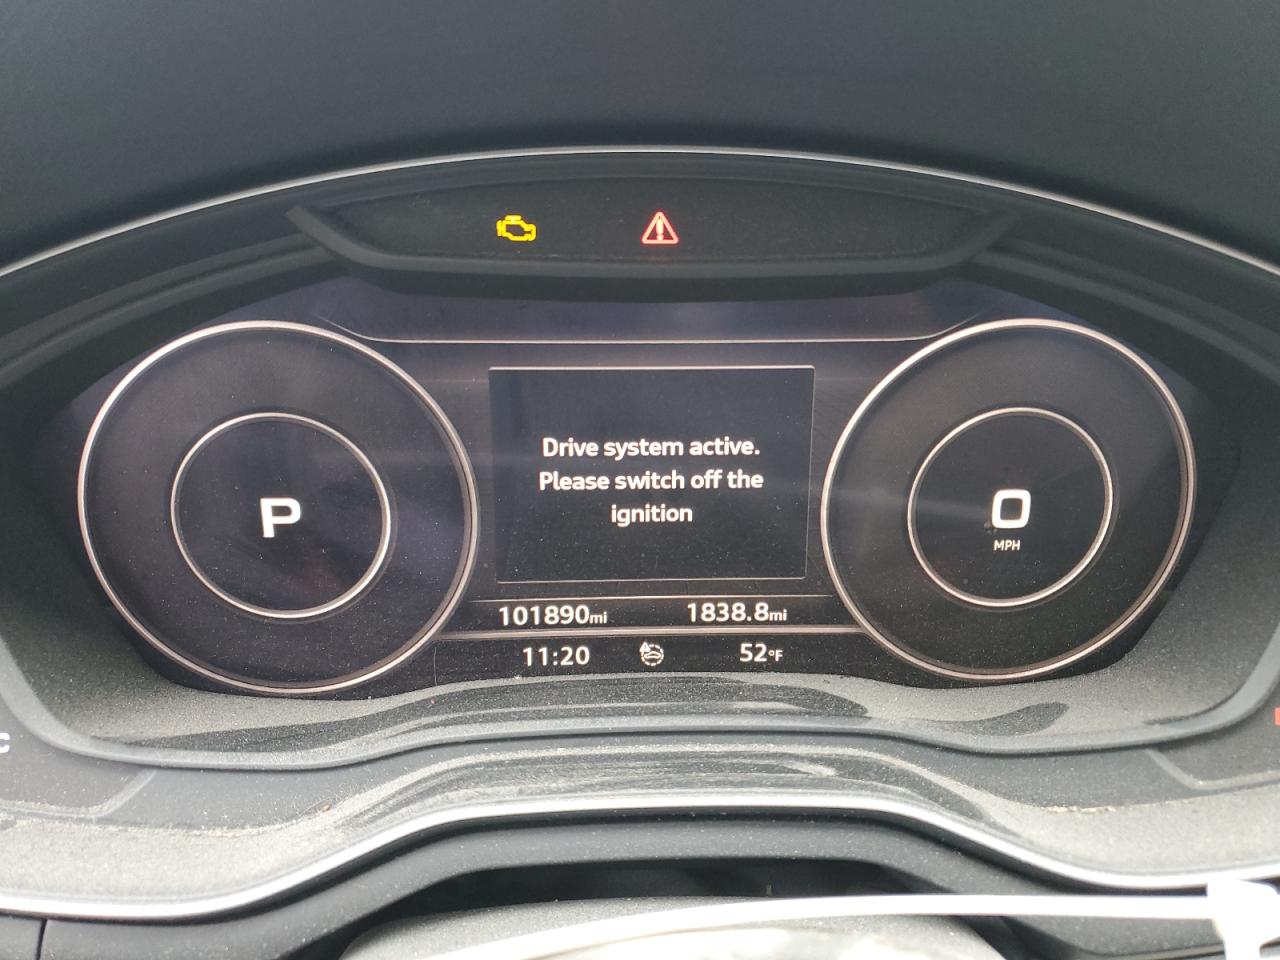 Drive system active.
Please switch off the
ignition
P
0
MPH
101890mi 1838.8mi
11:20 52°F
C